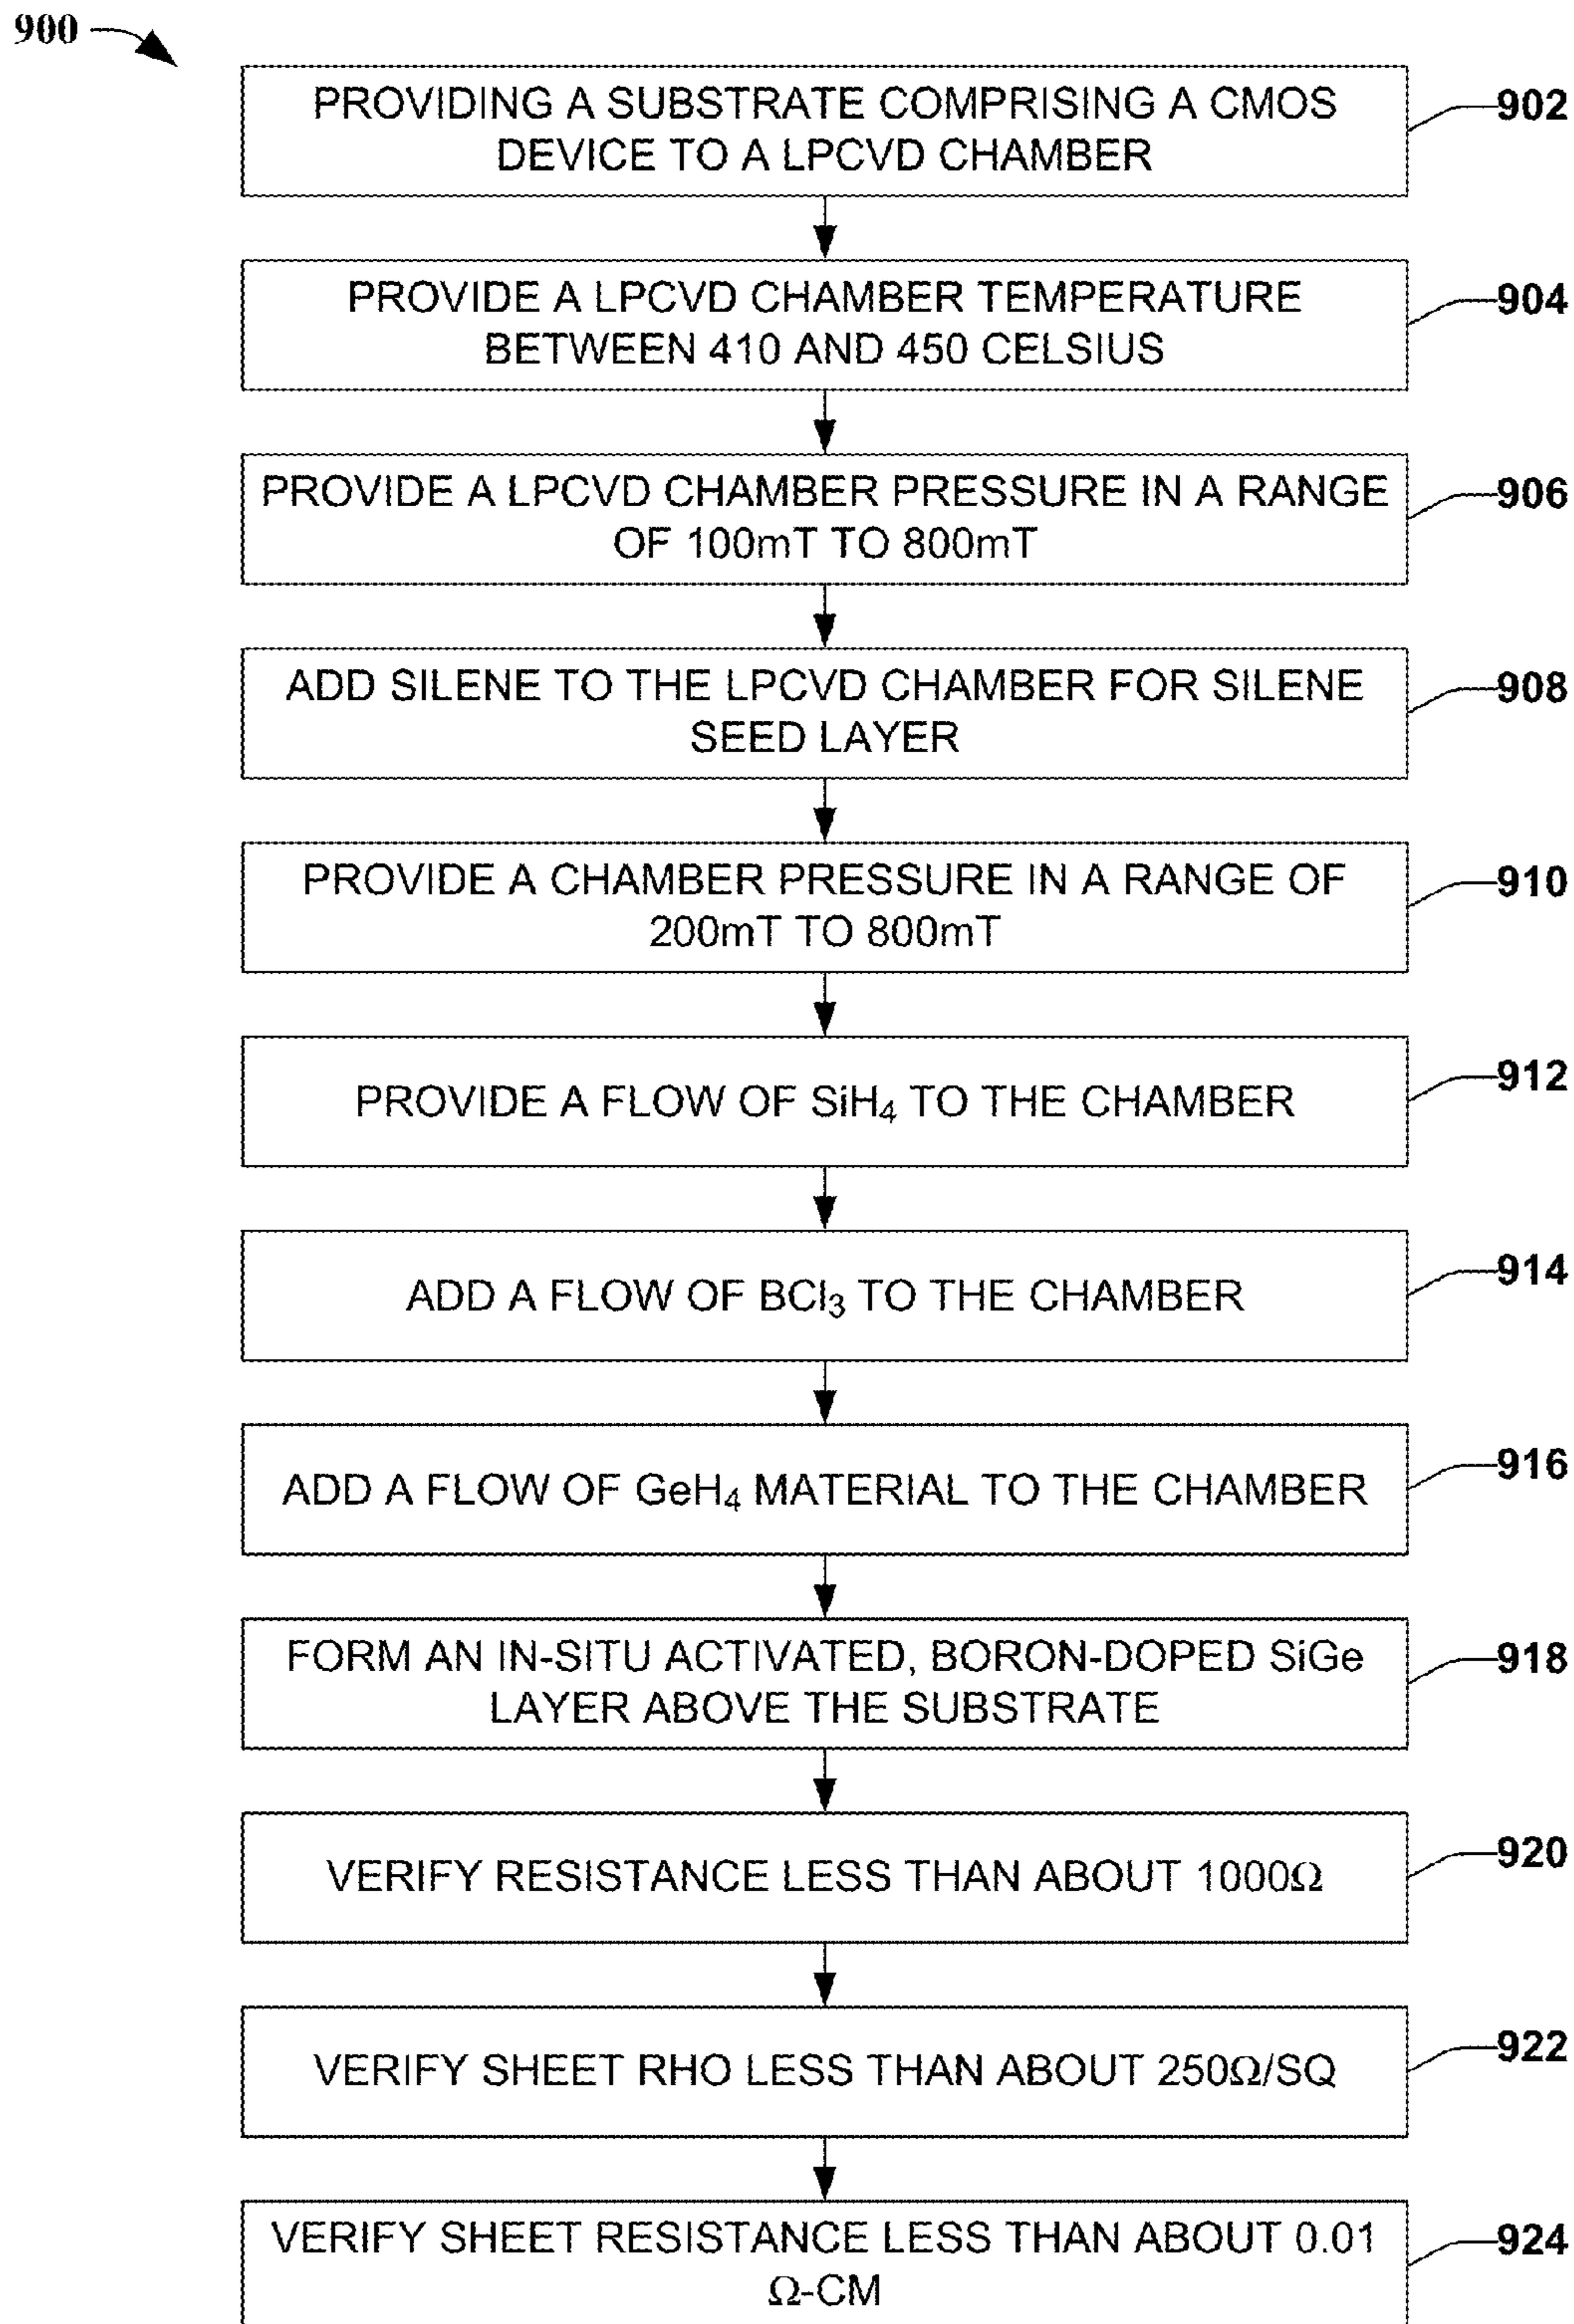 900
PROVIDING A SUBSTRATE COMPRISING A CMOS
DEVICE TO A LPCVD CHAMBER
902
PROVIDE A LPCVD CHAMBER TEMPERATURE
BETWEEN 410 AND 450 CELSIUS
904
PROVIDE A LPCVD CHAMBER PRESSURE IN A RANGE
OF 100mT TO 800mT
906
ADD SILENE TO THE LPCVD CHAMBER FOR SILENE
SEED LAYER
908
PROVIDE A CHAMBER PRESSURE IN A RANGE OF
200mT TO 800mT
910
PROVIDE A FLOW OF SiH₄ TO THE CHAMBER
912
ADD A FLOW OF BCl₃ TO THE CHAMBER
914
ADD A FLOW OF GeH₄ MATERIAL TO THE CHAMBER
916
FORM AN IN-SITU ACTIVATED, BORON-DOPED SiGe
LAYER ABOVE THE SUBSTRATE
918
VERIFY RESISTANCE LESS THAN ABOUT 1000Ω
920
VERIFY SHEET RHO LESS THAN ABOUT 250Ω/SQ
922
VERIFY SHEET RESISTANCE LESS THAN ABOUT 0.01
Ω-CM
924